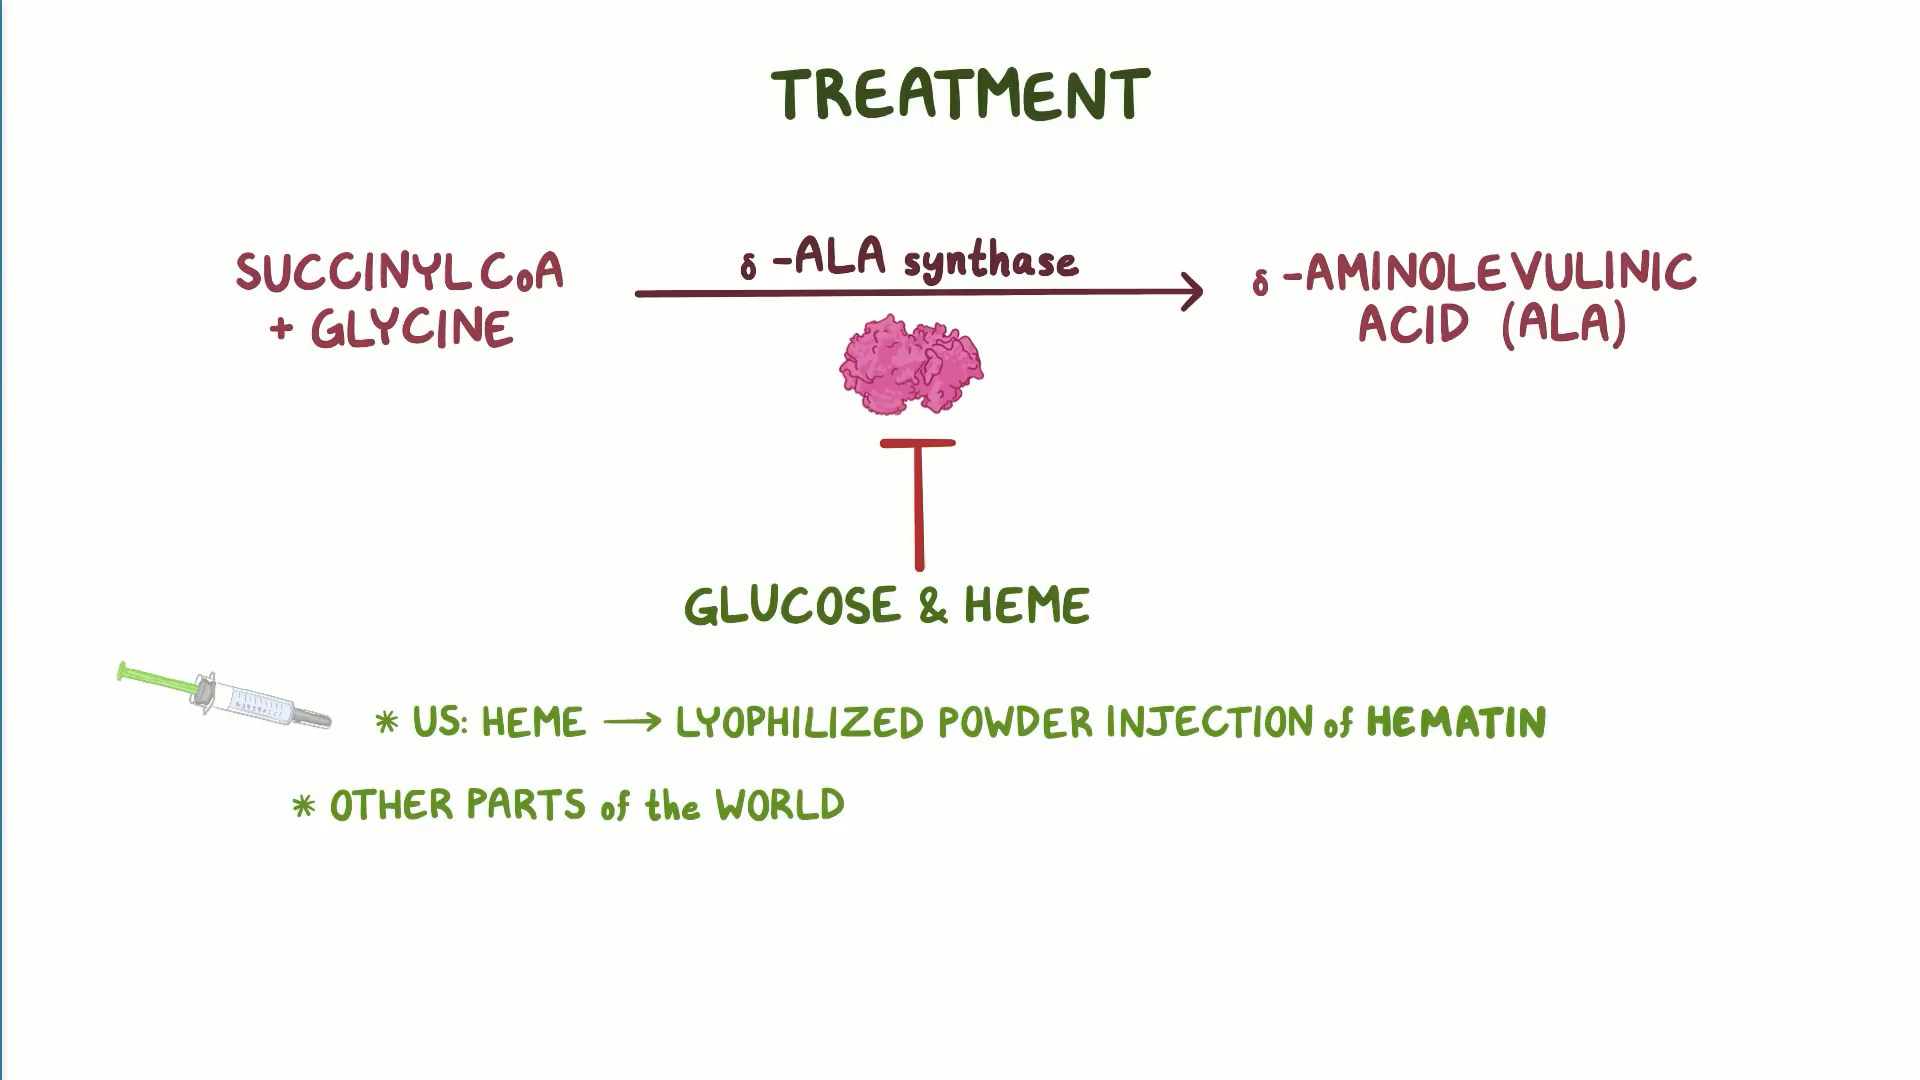 TREATMENT
SUCCINYL CoA
+ GLYCINE
δ -ALA synthase
δ -AMINOLEVULINIC
ACID (ALA)
GLUCOSE & HEME
* US: HEME → LYOPHILIZED POWDER INJECTION of HEMATIN
* OTHER PARTS of the WORLD